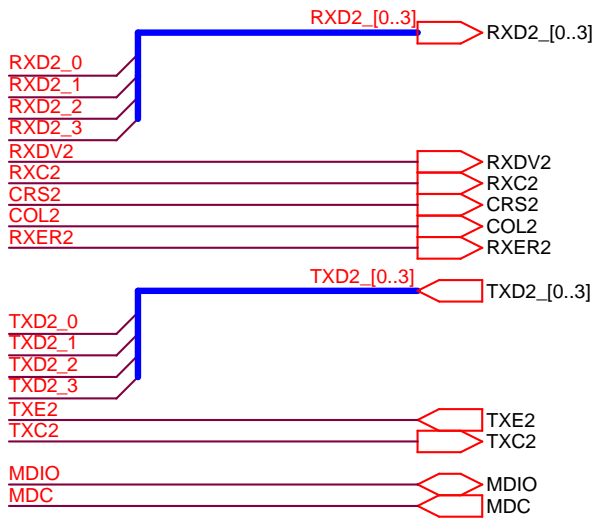 RXD2_[0..3] RXD2_[0..3]
RXD2_0
RXD2_1
RXD2_2
RXD2_3
RXDV2 RXDV2
RXC2 RXC2
CRS2 CRS2
COL2 COL2
RXER2 RXER2
TXD2_[0..3] TXD2_[0..3]
TXD2_0
TXD2_1
TXD2_2
TXD2_3
TXE2 TXE2
TXC2 TXC2
MDIO MDIO
MDC MDC